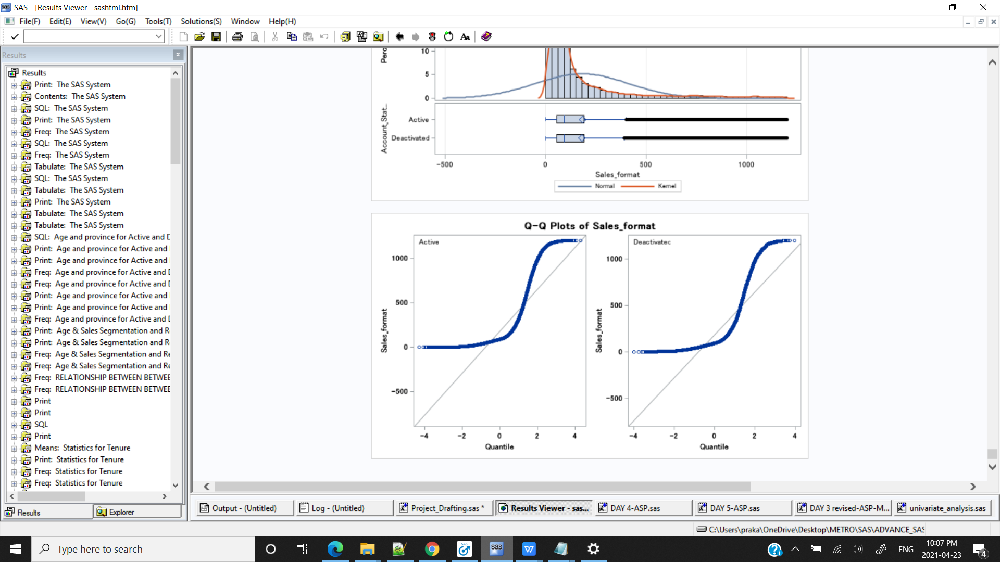 SAS - [Results Viewer - sashtml.htm]
File(F) Edit(E) View(V) Go(G) Tools(T) Solutions(S) Window Help(H)
Results
Results
Print: The SAS System
Contents: The SAS System
SQL: The SAS System
Print: The SAS System
Freq: The SAS System
SQL: The SAS System
Freq: The SAS System
Tabulate: The SAS System
SQL: The SAS System
Tabulate: The SAS System
Print: The SAS System
Tabulate: The SAS System
Tabulate: The SAS System
SQL: Age and province for Active and D
Print: Age and province for Active and
Print: Age and province for Active and
Freq: Age and province for Active and D
Freq: Age and province for Active and D
Print: Age and province for Active and
Print: Age and province for Active and
Freq: Age and province for Active and D
Print: Age & Sales Segmentation and R
Print: Age & Sales Segmentation and R
Freq: Age & Sales Segmentation and Re
Freq: Age & Sales Segmentation and Re
Freq: RELATIONSHIP BETWEEN BETWEE
Freq: RELATIONSHIP BETWEEN BETWEE
Print
Print
SQL
Print
Means: Statistics for Tenure
Print: Statistics for Tenure
Freq: Statistics for Tenure
Freq: Statistics for Tenure
Results Explorer
Perc
10
5
0
Account_Stat...
Active
Deactivated
-500 0 500 1000
Sales_format
Normal Kernel
Q-Q Plots of Sales_format
Active
1000
500
0
-500
Sales_format
-4 -2 0 2 4
Quantile
Deactivatec
1000
500
0
-500
Sales_format
-4 -2 0 2 4
Quantile
Output - (Untitled) Log - (Untitled) Project_Drafting.sas * Results Viewer - sas... DAY 4-ASP.sas DAY 5-ASP.sas DAY 3 revised-ASP-M... univariate_analysis.sas
C:\Users\praka\OneDrive\Desktop\METRO\SAS\ADVANCE_SAS
Type here to search
SAS
sas
W
ENG
10:07 PM
2021-04-23
4